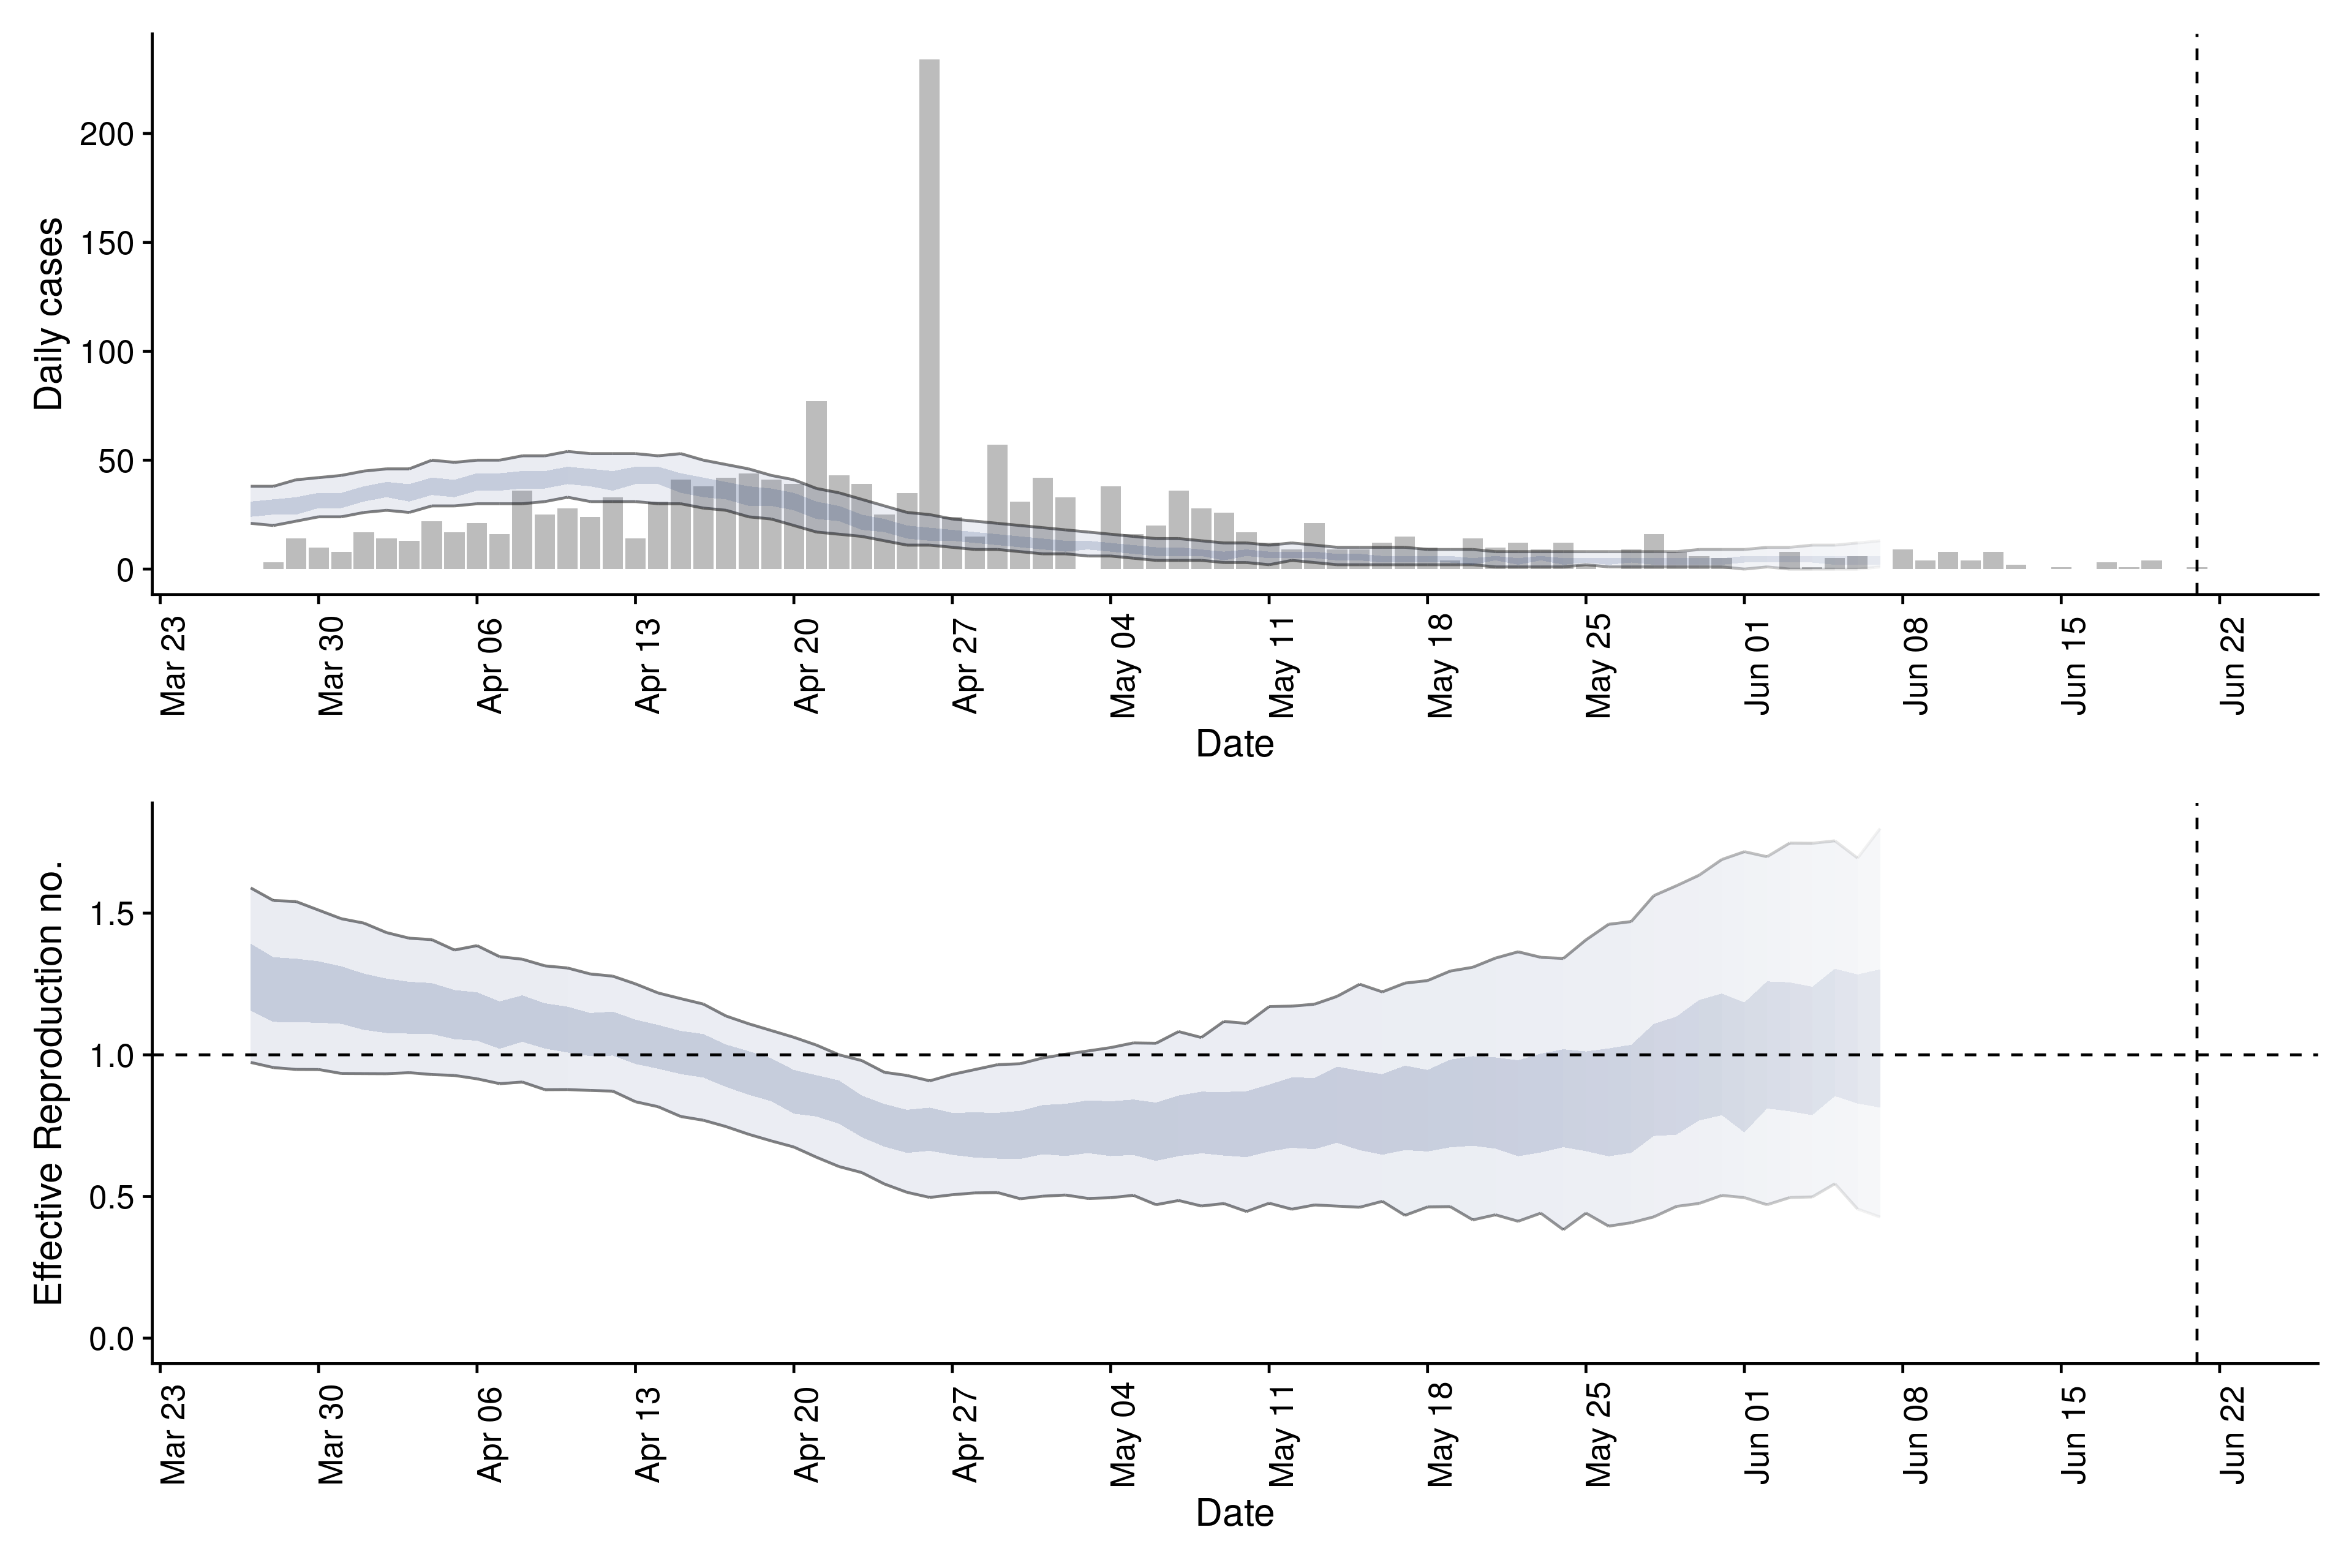 Daily cases
200
150
100
50
0
Mar 23
Mar 30
Apr 06
Apr 13
Apr 20
Apr 27
May 04
May 11
May 18
May 25
Jun 01
Jun 08
Jun 15
Jun 22
Date
Effective Reproduction no.
1.5
1.0
0.5
0.0
Mar 23
Mar 30
Apr 06
Apr 13
Apr 20
Apr 27
May 04
May 11
May 18
May 25
Jun 01
Jun 08
Jun 15
Jun 22
Date